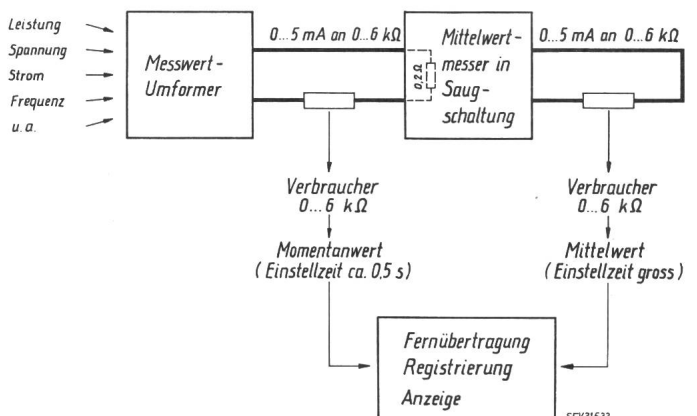 Leistung
Spannung
Strom
Frequenz
u. a.
Messwert-
Umformer
0...5 mA an 0...6 kΩ
0,2 Ω
Mittelwert-
messer in
Saug-
schaltung
0...5 mA an 0...6 kΩ
Verbraucher
0...6 kΩ
Momentanwert
( Einstellzeit ca. 0,5 s )
Verbraucher
0...6 kΩ
Mittelwert
( Einstellzeit gross )
Fernübertragung
Registrierung
Anzeige